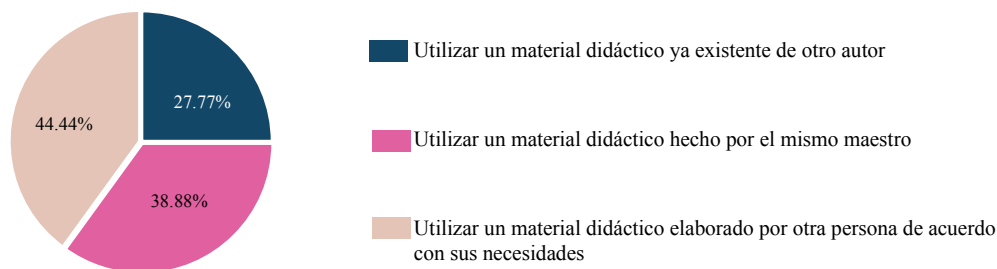 Utilizar un material didáctico ya existente de otro autor
27.77%
44.44%
Utilizar un material didáctico hecho por el mismo maestro
38.88%
Utilizar un material didáctico elaborado por otra persona de acuerdo
con sus necesidades